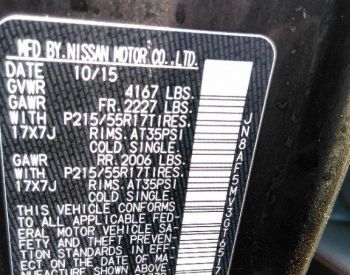 MFD BY.NISSAN MOTOR CO.,LTD.
DATE 10/15
GVWR 4167 LBS.
GAWR FR.2227 LBS.
WITH P215/55R17TIRES.
17X7J RIMS.AT35PSI
COLD SINGLE.
GAWR RR.2006 LBS.
WITH P215/55R17TIRES.
17X7J RIMS.AT35PSI
COLD SINGLE.
THIS VEHICLE CONFORMS
TO ALL APPLICABLE FED-
ERAL MOTOR VEHICLE SA-
FETY AND THEFT PREVEN-
TION STANDARDS IN EFF-
ECT ON THE DATE OF MA-
NUFACTURE SHOWN ABOVE.